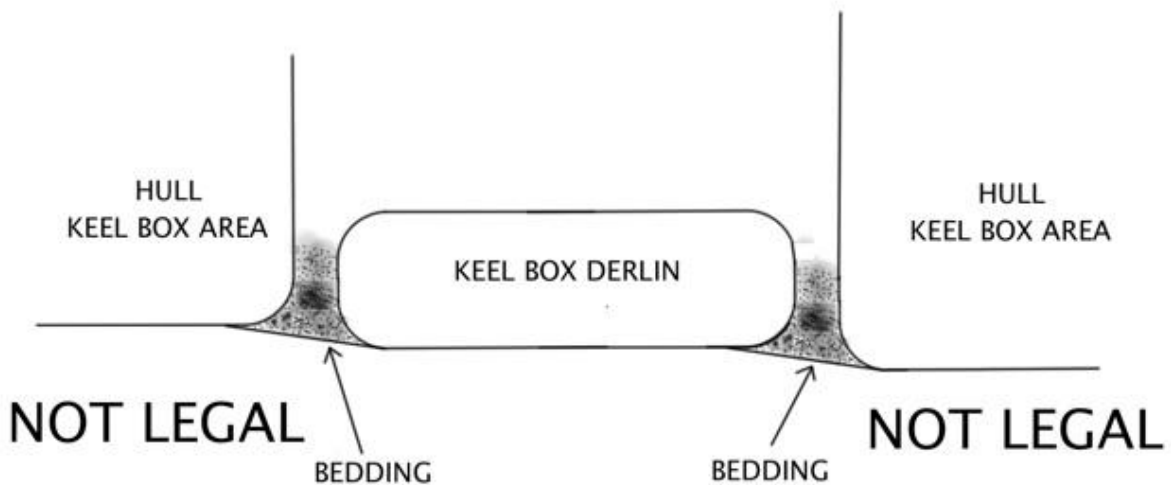 HULL
KEEL BOX AREA
KEEL BOX DERLIN
HULL
KEEL BOX AREA
NOT LEGAL
BEDDING
BEDDING
NOT LEGAL